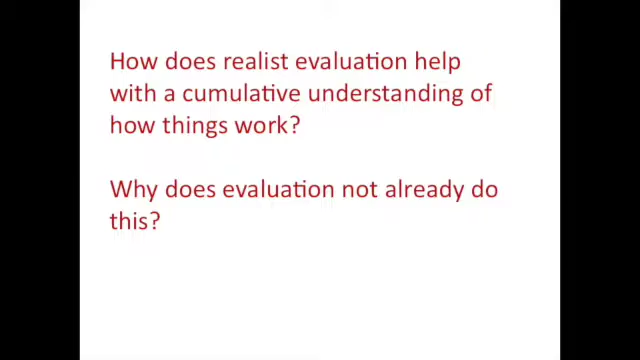 How does realist evaluation help
with a cumulative understanding of
how things work?
Why does evaluation not already do
this?